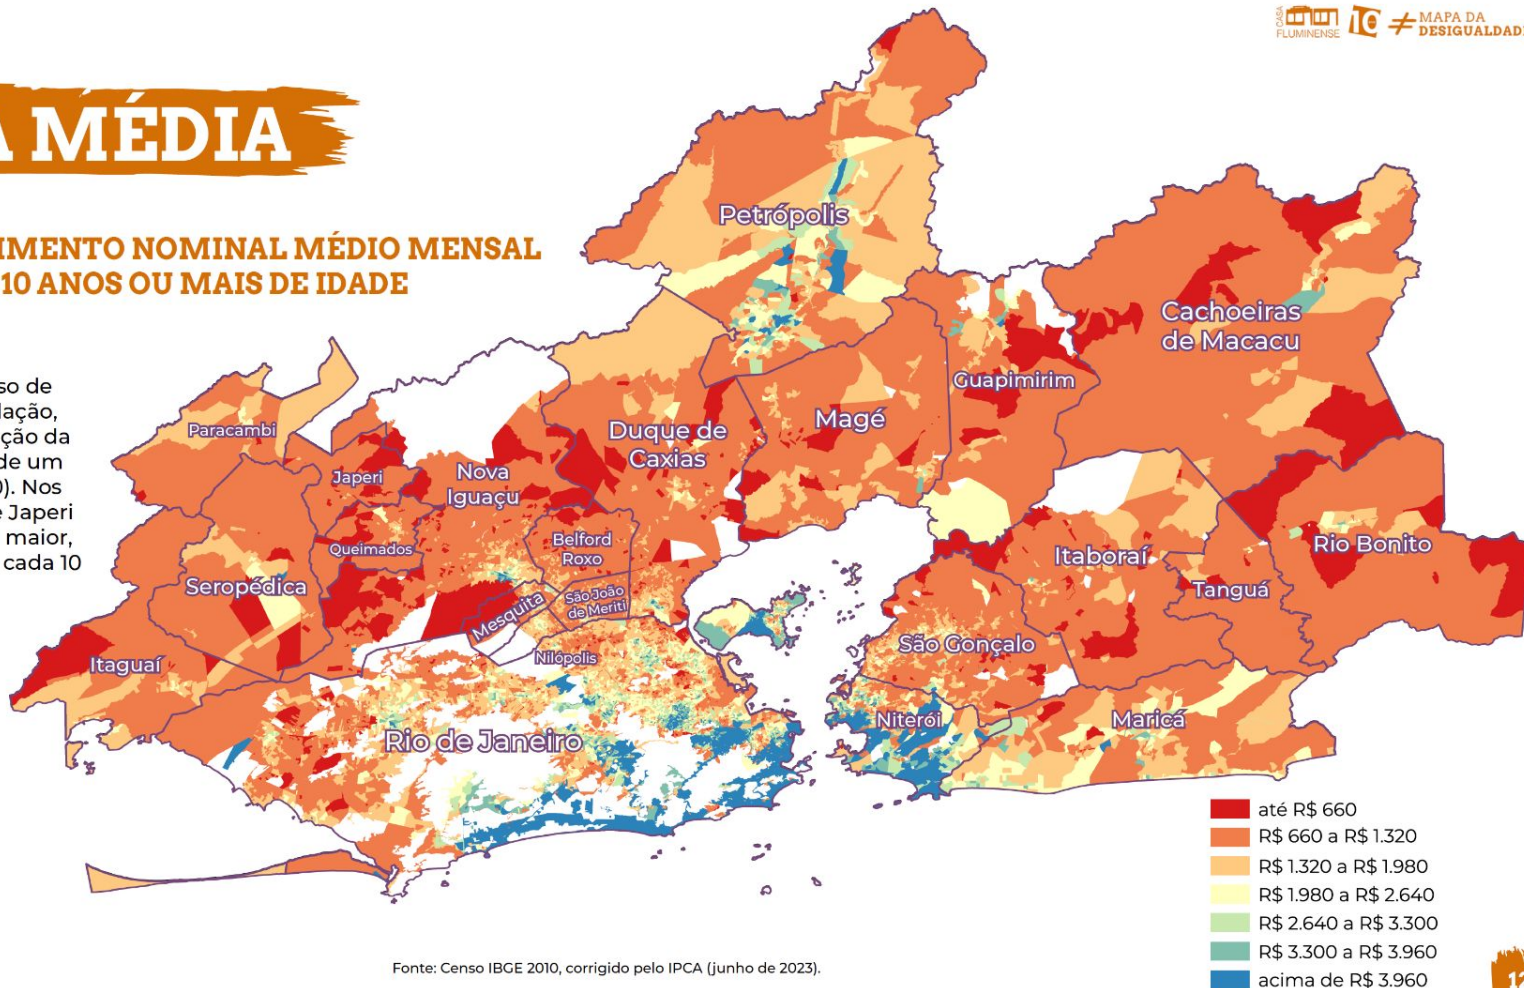 CASA
FLUMINENSE
10
≠ MAPA DA
DESIGUALDADE
A MÉDIA
IMENTO NOMINAL MÉDIO MENSAL
10 ANOS OU MAIS DE IDADE
so de
lação,
ção da
de um
0). Nos
e Japeri
maior,
cada 10
Petrópolis
Cachoeiras
de Macacu
Guapimirim
Magé
Duque de
Caxias
Paracambi
Japeri
Nova
Iguaçu
Queimados
Belford
Roxo
Seropédica
Mesquita
São João
de Meriti
Nilópolis
Itaguaí
Rio de Janeiro
Itaboraí
Tanguá
Rio Bonito
São Gonçalo
Niterói
Maricá
até R$ 660
R$ 660 a R$ 1.320
R$ 1.320 a R$ 1.980
R$ 1.980 a R$ 2.640
R$ 2.640 a R$ 3.300
R$ 3.300 a R$ 3.960
acima de R$ 3.960
Fonte: Censo IBGE 2010, corrigido pelo IPCA (junho de 2023).